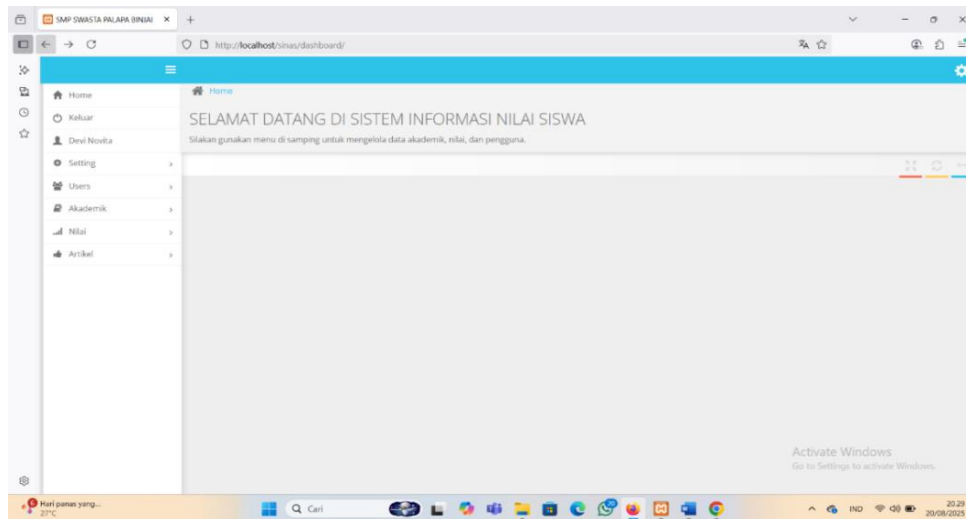 SMP SWASTA PALAPA BINJAI
http://localhost/sinas/dashboard/
Home
Keluar
Devi Novita
Setting
Users
Akademik
Nilai
Artikel
Home
SELAMAT DATANG DI SISTEM INFORMASI NILAI SISWA
Silakan gunakan menu di samping untuk mengelola data akademik, nilai, dan pengguna.
Activate Windows
Go to Settings to activate Windows.
Hari panas yang...
27°C
Cari
IND
20.29
20/08/2025